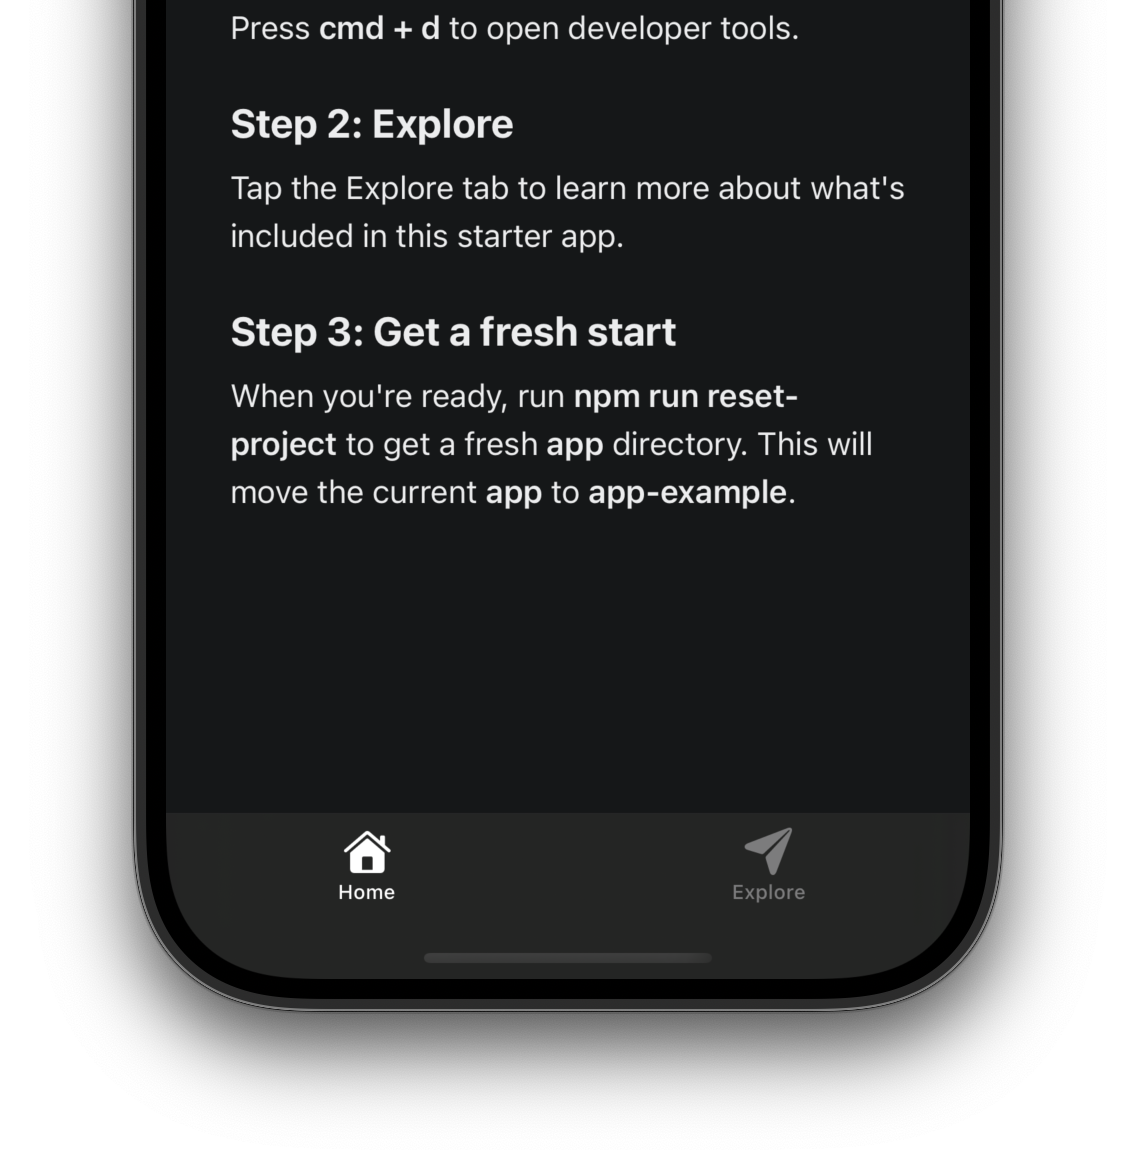 Press cmd + d to open developer tools.
Step 2: Explore
Tap the Explore tab to learn more about what's
included in this starter app.
Step 3: Get a fresh start
When you're ready, run npm run reset-
project to get a fresh app directory. This will
move the current app to app-example.
Home
Explore